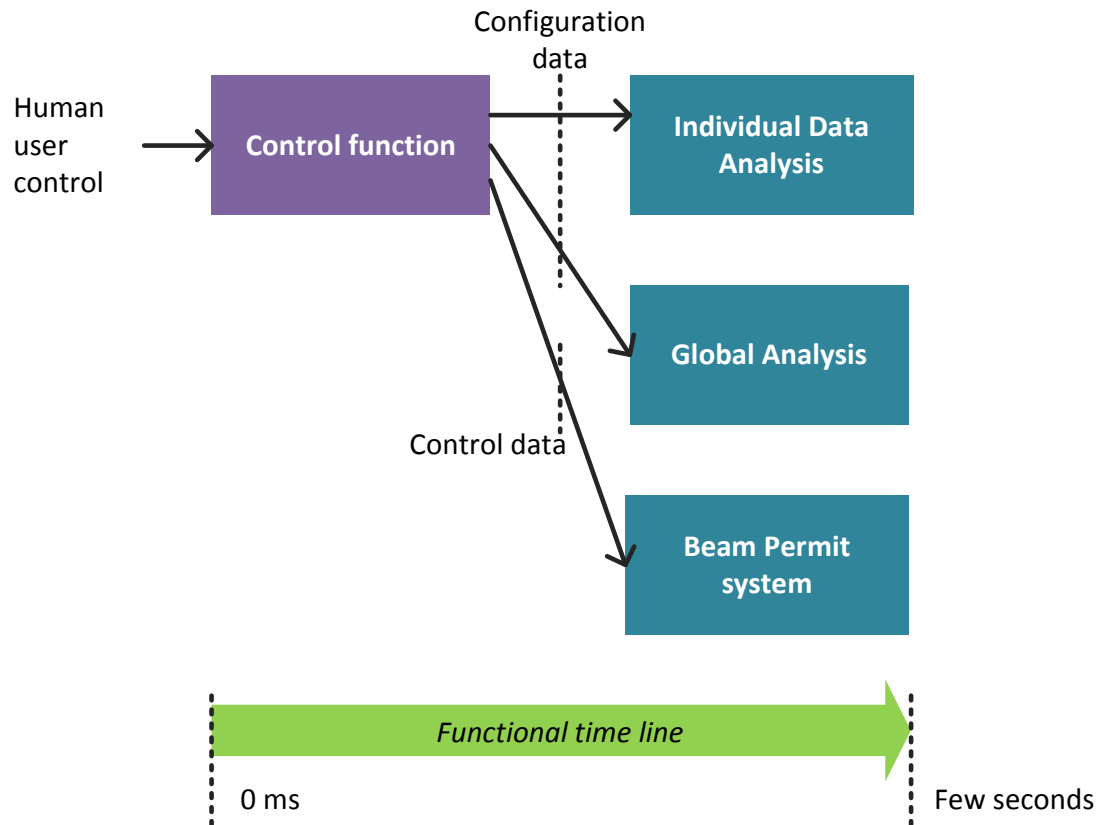 Configuration
data
Human
user
control
Control function
Individual Data
Analysis
Global Analysis
Control data
Beam Permit
system
Functional time line
0 ms
Few seconds